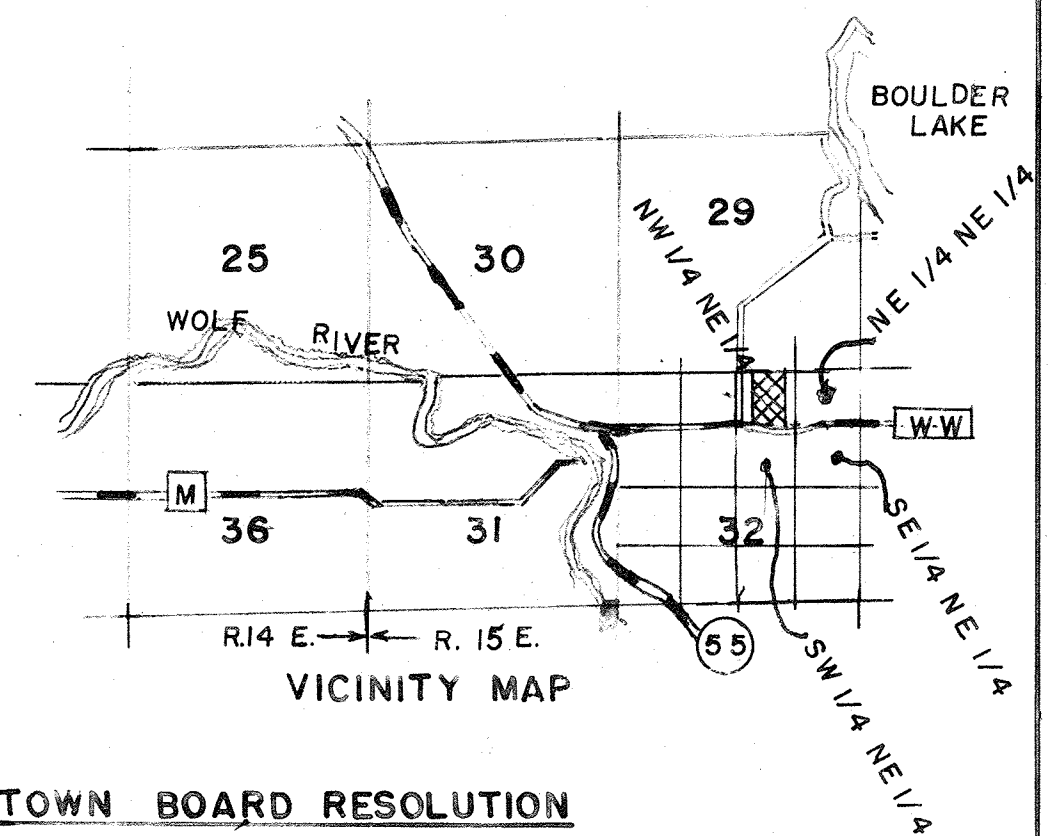 BOULDER
LAKE
29
NW 1/4 NE 1/4
NE 1/4 NE 1/4
25
30
WOLF RIVER
W-W
M
36
31
32
SE 1/4 NE 1/4
R.14 E.
R. 15 E.
55
SW 1/4 NE 1/4
VICINITY MAP
TOWN BOARD RESOLUTION